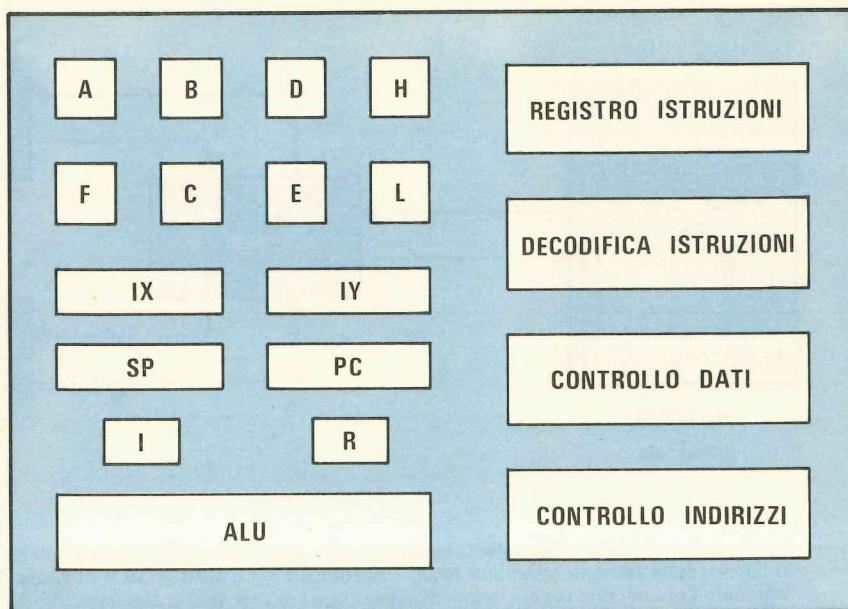 A B D H
F C E L
IX IY
SP PC
I R
ALU
REGISTRO ISTRUZIONI
DECODIFICA ISTRUZIONI
CONTROLLO DATI
CONTROLLO INDIRIZZI